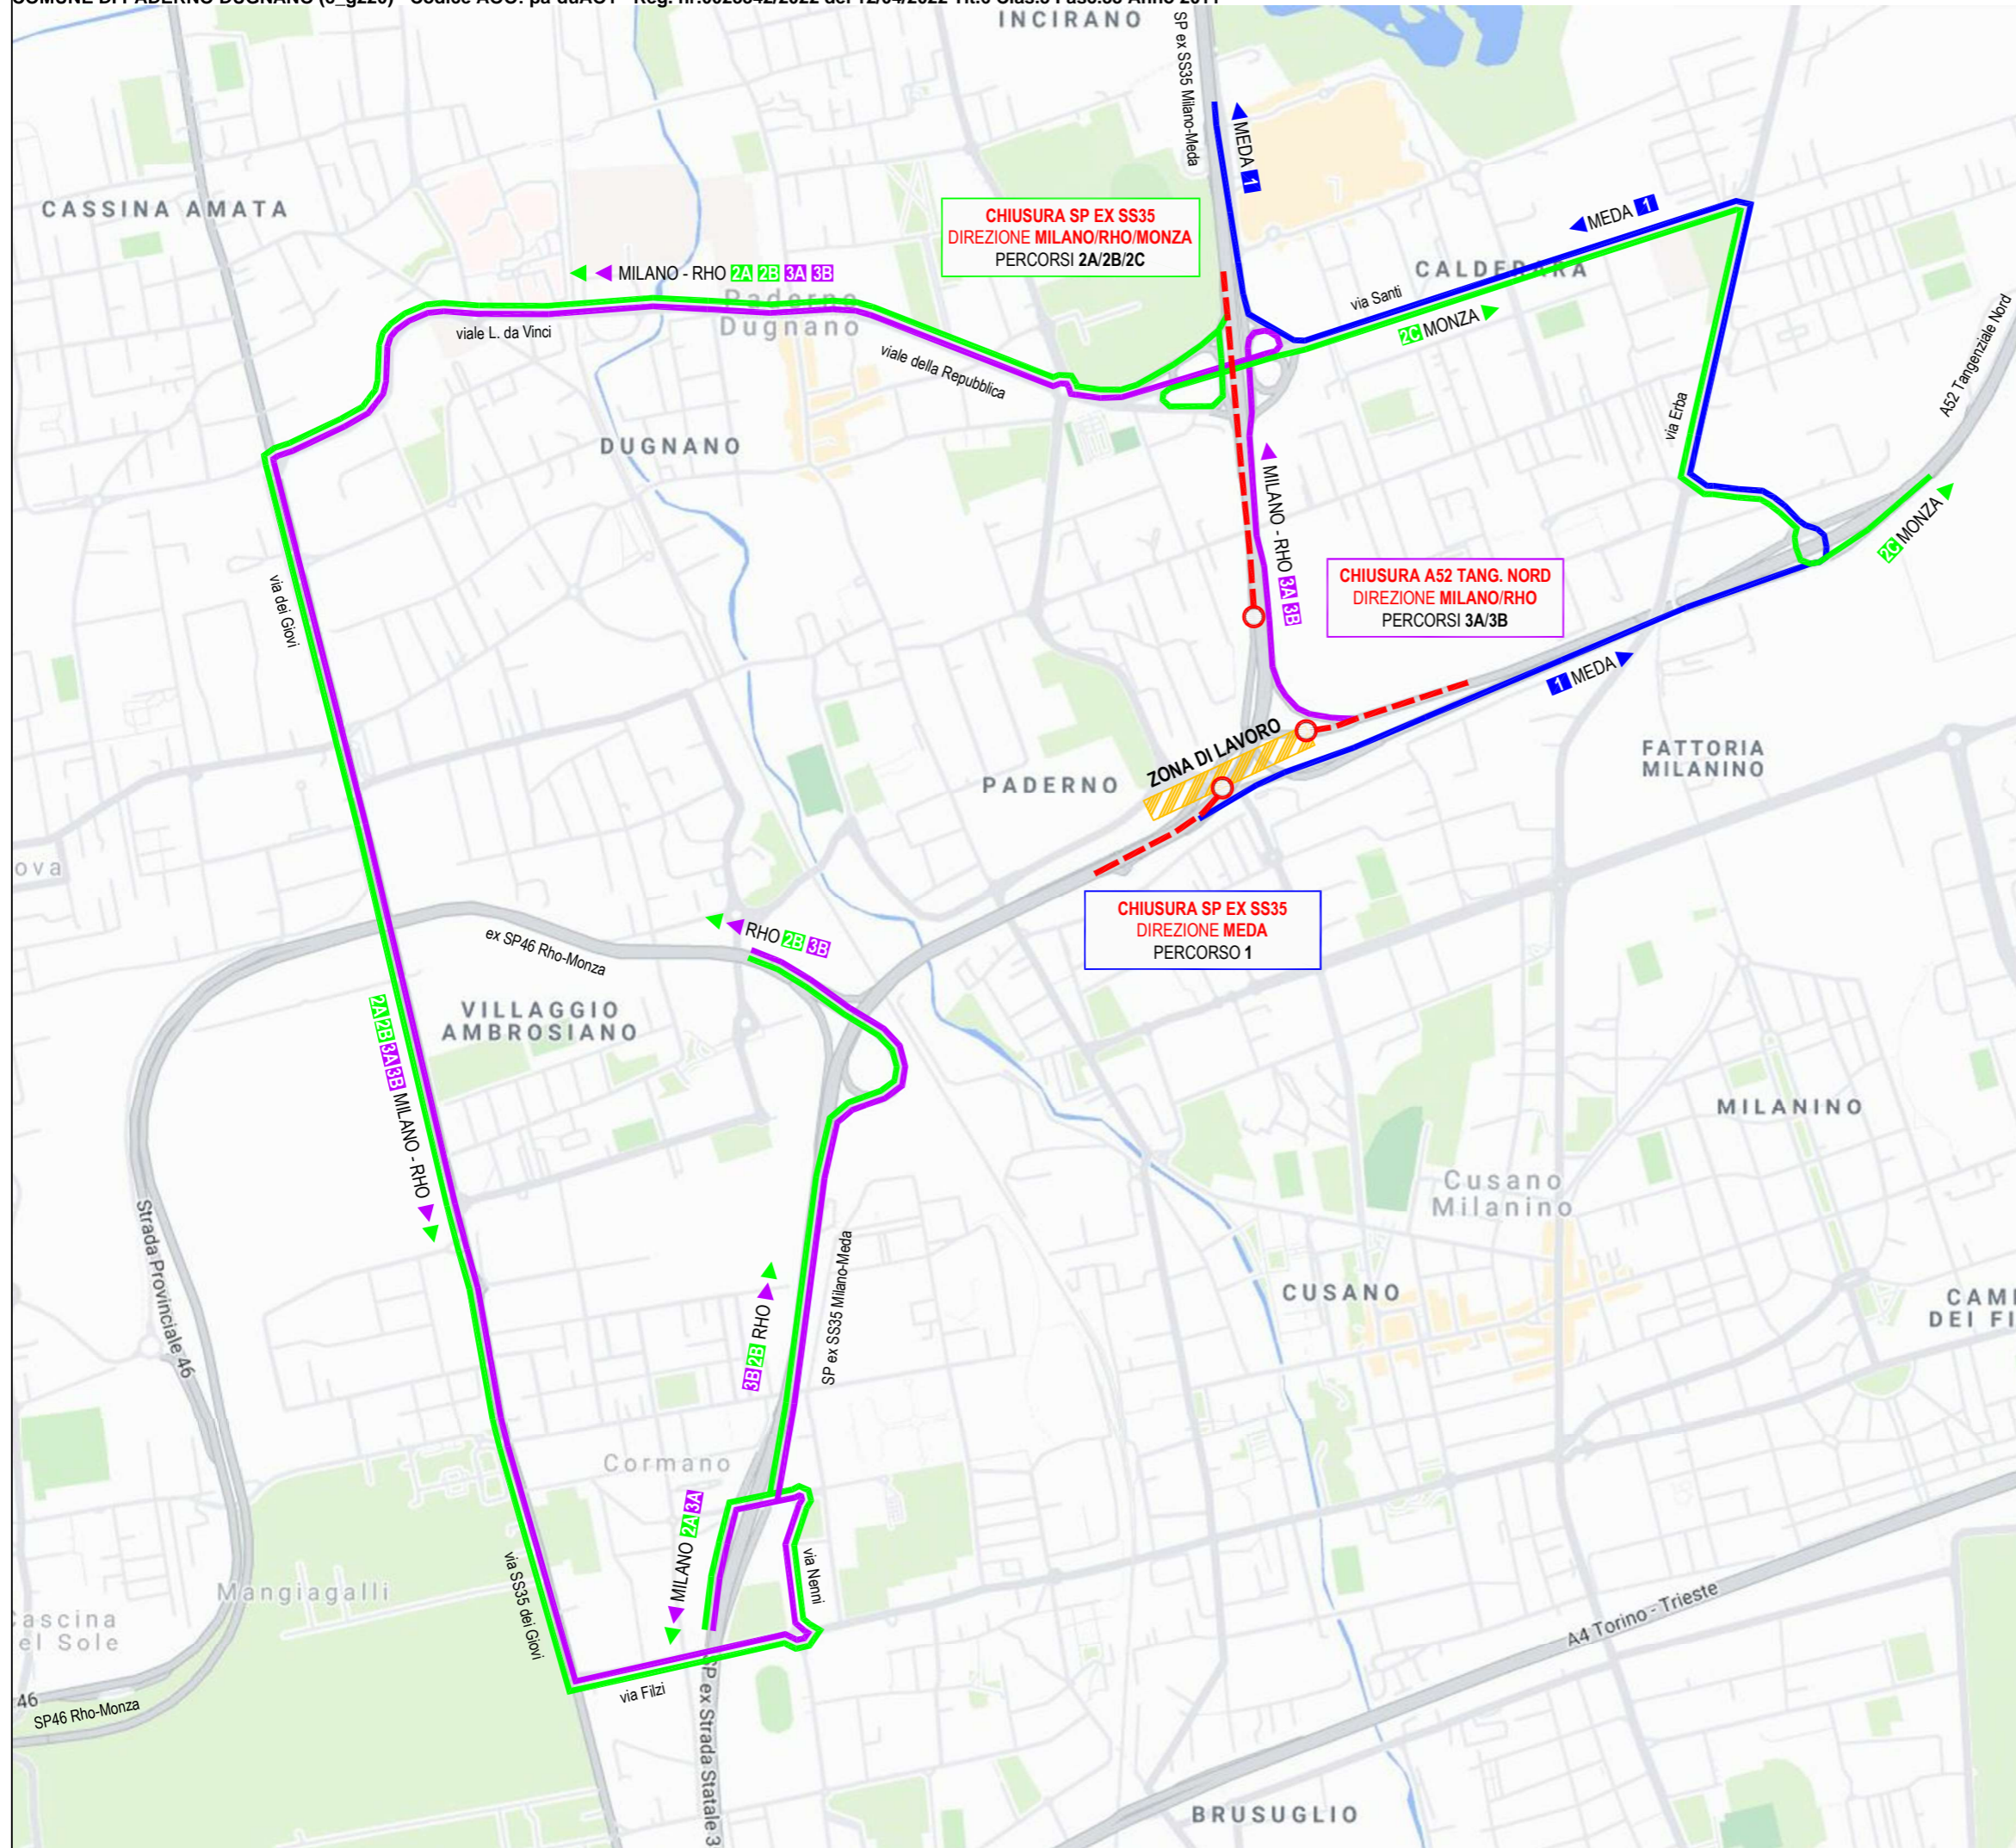 INCIRANO
SP ex SS35 Milano-Meda
MEDA 1
CASSINA AMATA
CHIUSURA SP EX SS35
DIREZIONE MILANO/RHO/MONZA
PERCORSI 2A/2B/2C
MEDA 1
CALDERARA
MILANO - RHO 2A 2B 3A 3B
Paderno
Dugnano
viale L. da Vinci
via Santi
2C MONZA
viale della Repubblica
A52 Tangenziale Nord
via Erba
DUGNANO
MILANO - RHO 3A 3B
2C MONZA
CHIUSURA A52 TANG. NORD
DIREZIONE MILANO/RHO
PERCORSI 3A/3B
via dei Giovi
1 MEDA
ZONA DI LAVORO
FATTORIA
MILANINO
PADERNO
ova
CHIUSURA SP EX SS35
DIREZIONE MEDA
PERCORSO 1
RHO 2B 3B
ex SP46 Rho-Monza
VILLAGGIO
AMBROSIANO
2A 2B 3A 3B MILANO - RHO
MILANINO
Cusano
Milanino
Strada Provinciale 46
SP ex SS35 Milano-Meda
3B 2B RHO
CUSANO
CAMI
DEI FI
Cormano
MILANO 2A 3A
via SS35 dei Giovi
via Nenni
Mangiagalli
ascina
el Sole
A4 Torino - Trieste
via Filzi
46
SP46 Rho-Monza
SP ex Strada Statale 3
BRUSUGLIO